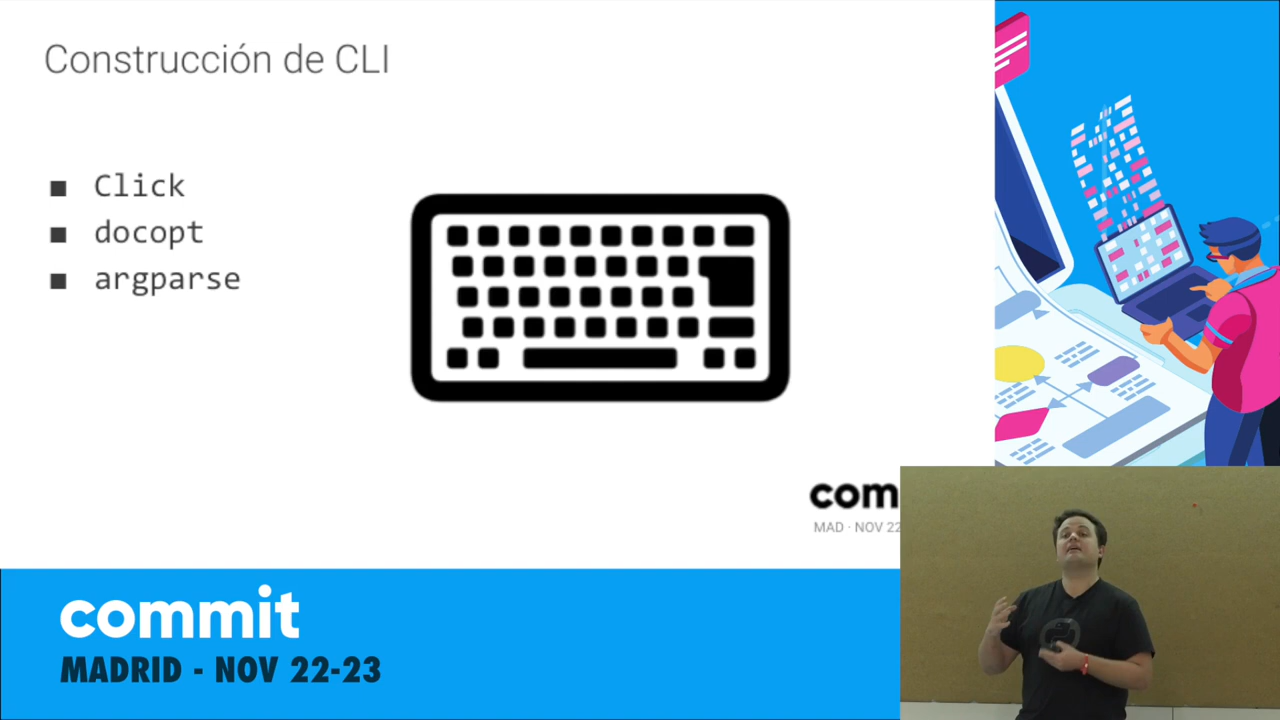 Construcción de CLI
Click
docopt
argparse
com
MAD · NOV 22
commit
MADRID - NOV 22-23